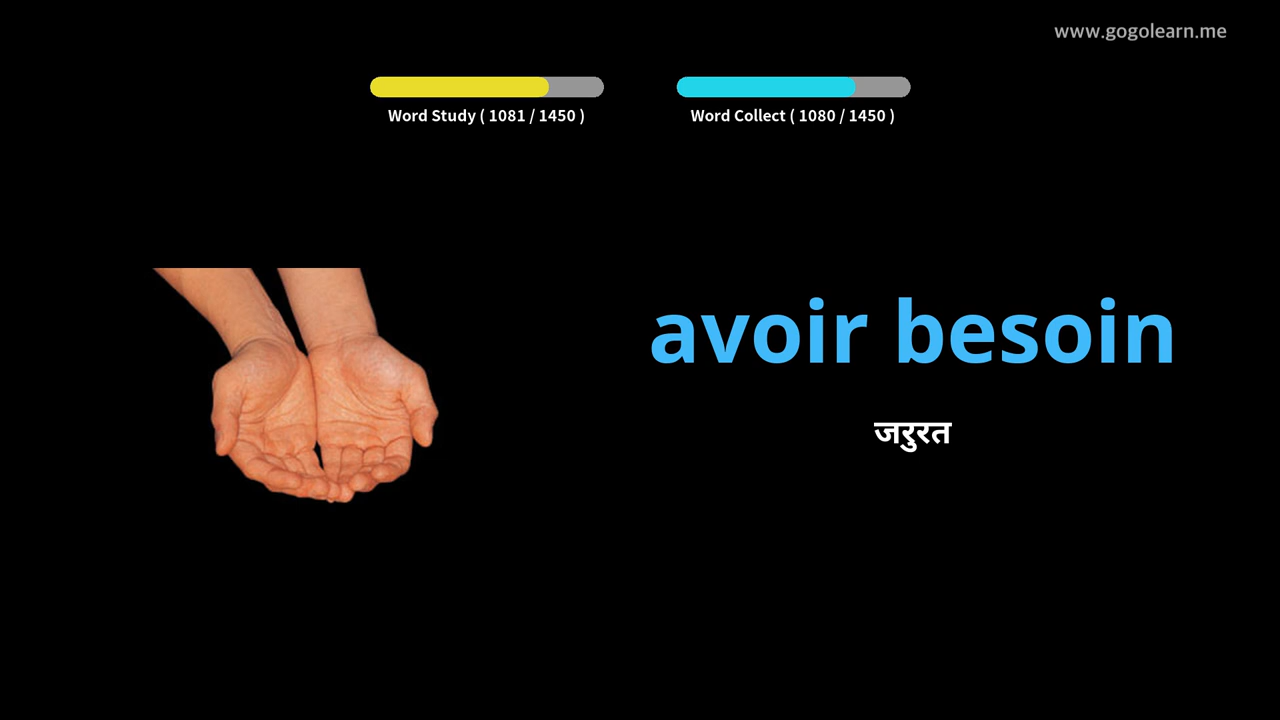 www.gogolearn.me
Word Study ( 1081 / 1450 )
Word Collect ( 1080 / 1450 )
avoir besoin
जरुरत